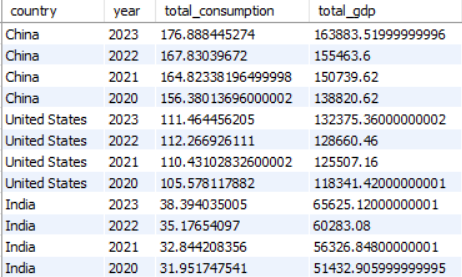 country year total_consumption total_gdp
China 2023 176.888445274 163883.51999999996
China 2022 167.83039672 155463.6
China 2021 164.82338196499998 150739.62
China 2020 156.38013696000002 138820.62
United States 2023 111.464456205 132375.36000000002
United States 2022 112.266926111 128660.46
United States 2021 110.43102832600002 125507.16
United States 2020 105.578117882 118341.42000000001
India 2023 38.394035005 65625.12000000001
India 2022 35.17654097 60283.08
India 2021 32.844208356 56326.84800000001
India 2020 31.951747541 51432.905999999995